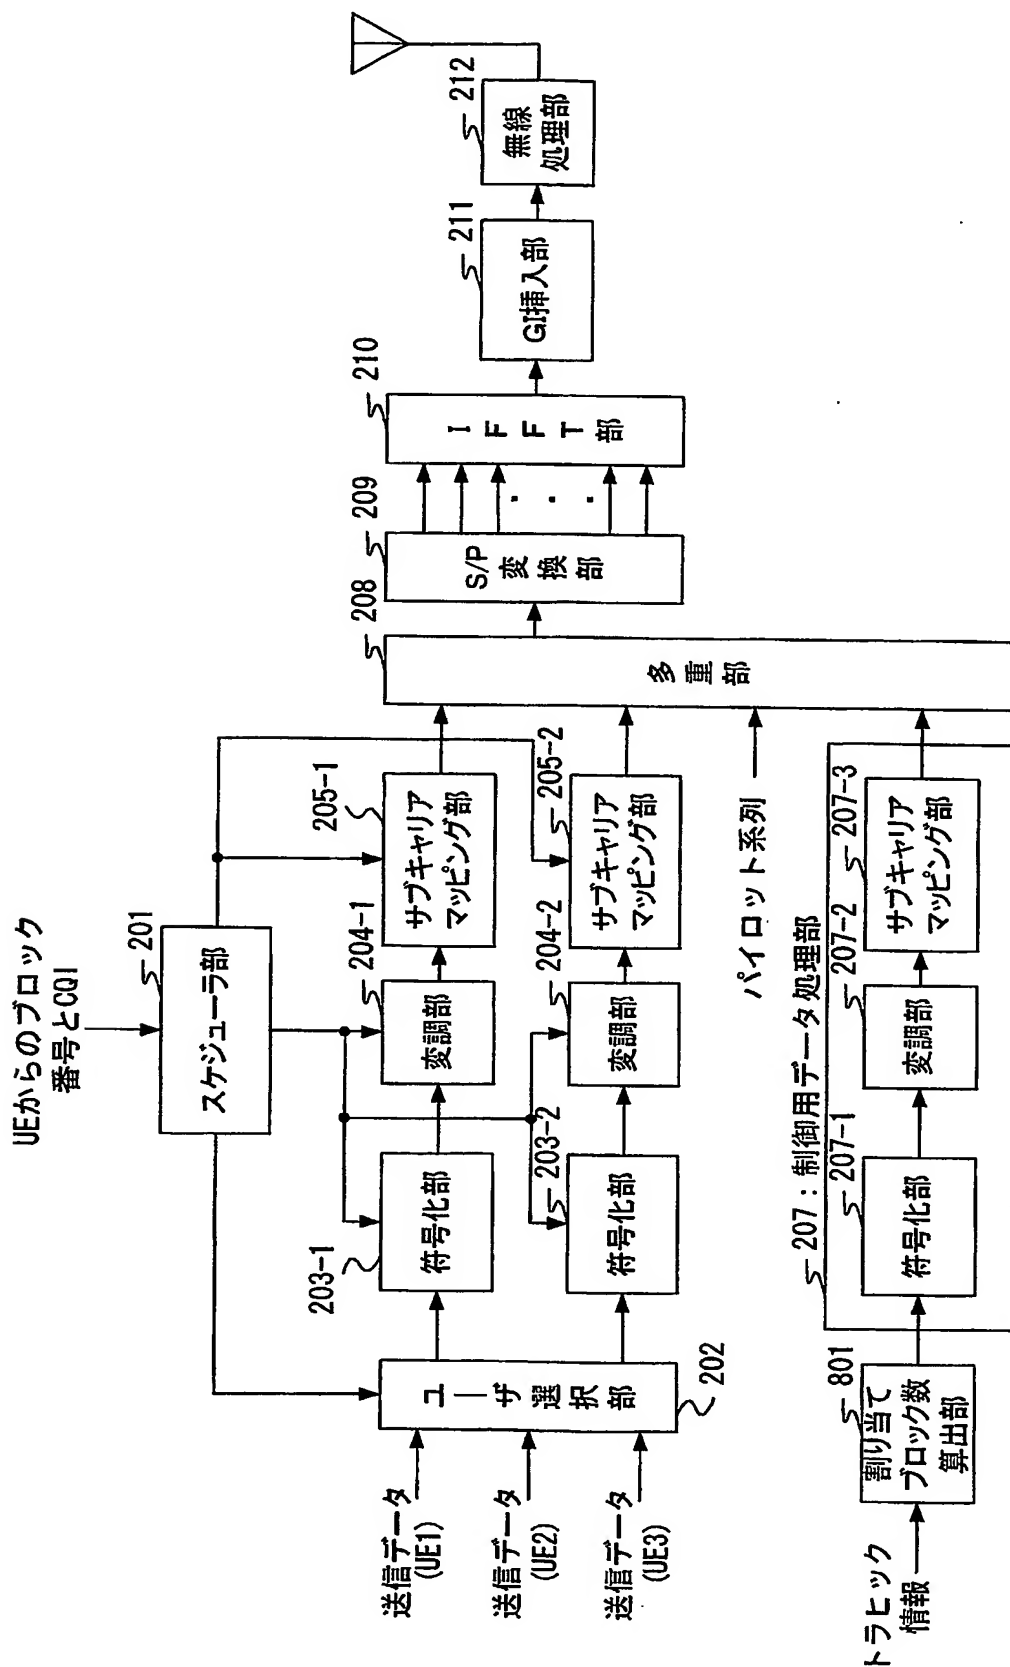 UEからのブロック
番号とCQI
201
スケジューラ部
送信データ
(UE1)
送信データ
(UE2)
送信データ
(UE3)
ユーザ選択部
202
203-1
符号化部
204-1
変調部
205-1
サブキャリア
マッピング部
203-2
符号化部
204-2
変調部
205-2
サブキャリア
マッピング部
パイロット系列
トラヒック
情報
801
割り当て
ブロック数
算出部
207：制御用データ処理部
207-1
符号化部
207-2
変調部
207-3
サブキャリア
マッピング部
208
多重部
209
S/P
変換部
210
IFFT部
211
GI挿入部
212
無線
処理部